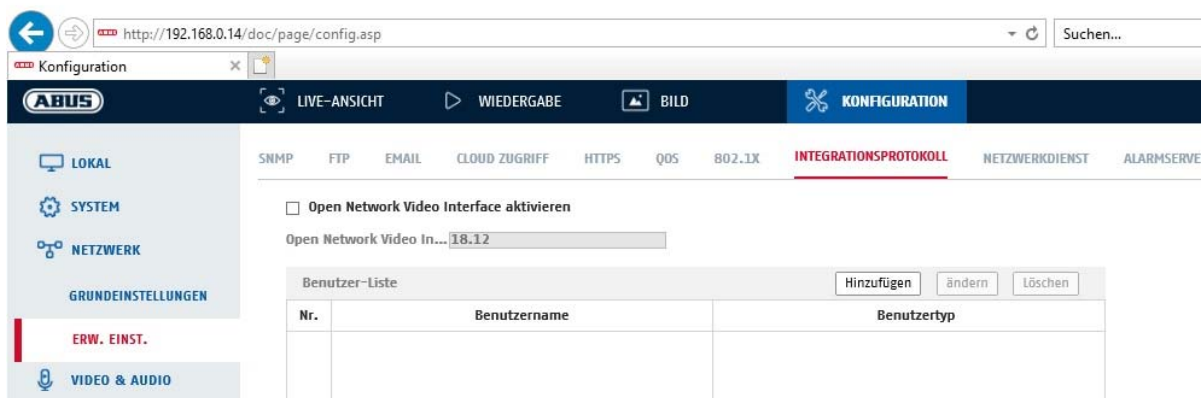 http://192.168.0.14/doc/page/config.asp
Suchen...
Konfiguration
ABUS
LIVE-ANSICHT
WIEDERGABE
BILD
KONFIGURATION
LOKAL
SYSTEM
NETZWERK
GRUNDEINSTELLUNGEN
ERW. EINST.
VIDEO & AUDIO
SNMP FTP EMAIL CLOUD ZUGRIFF HTTPS QOS 802.1X INTEGRATIONSPROTOKOLL NETZWERKDIENST ALARMSERVE
Open Network Video Interface aktivieren
Open Network Video In... 18.12
Benutzer-Liste Hinzufügen ändern Löschen
Nr. Benutzername Benutzertyp